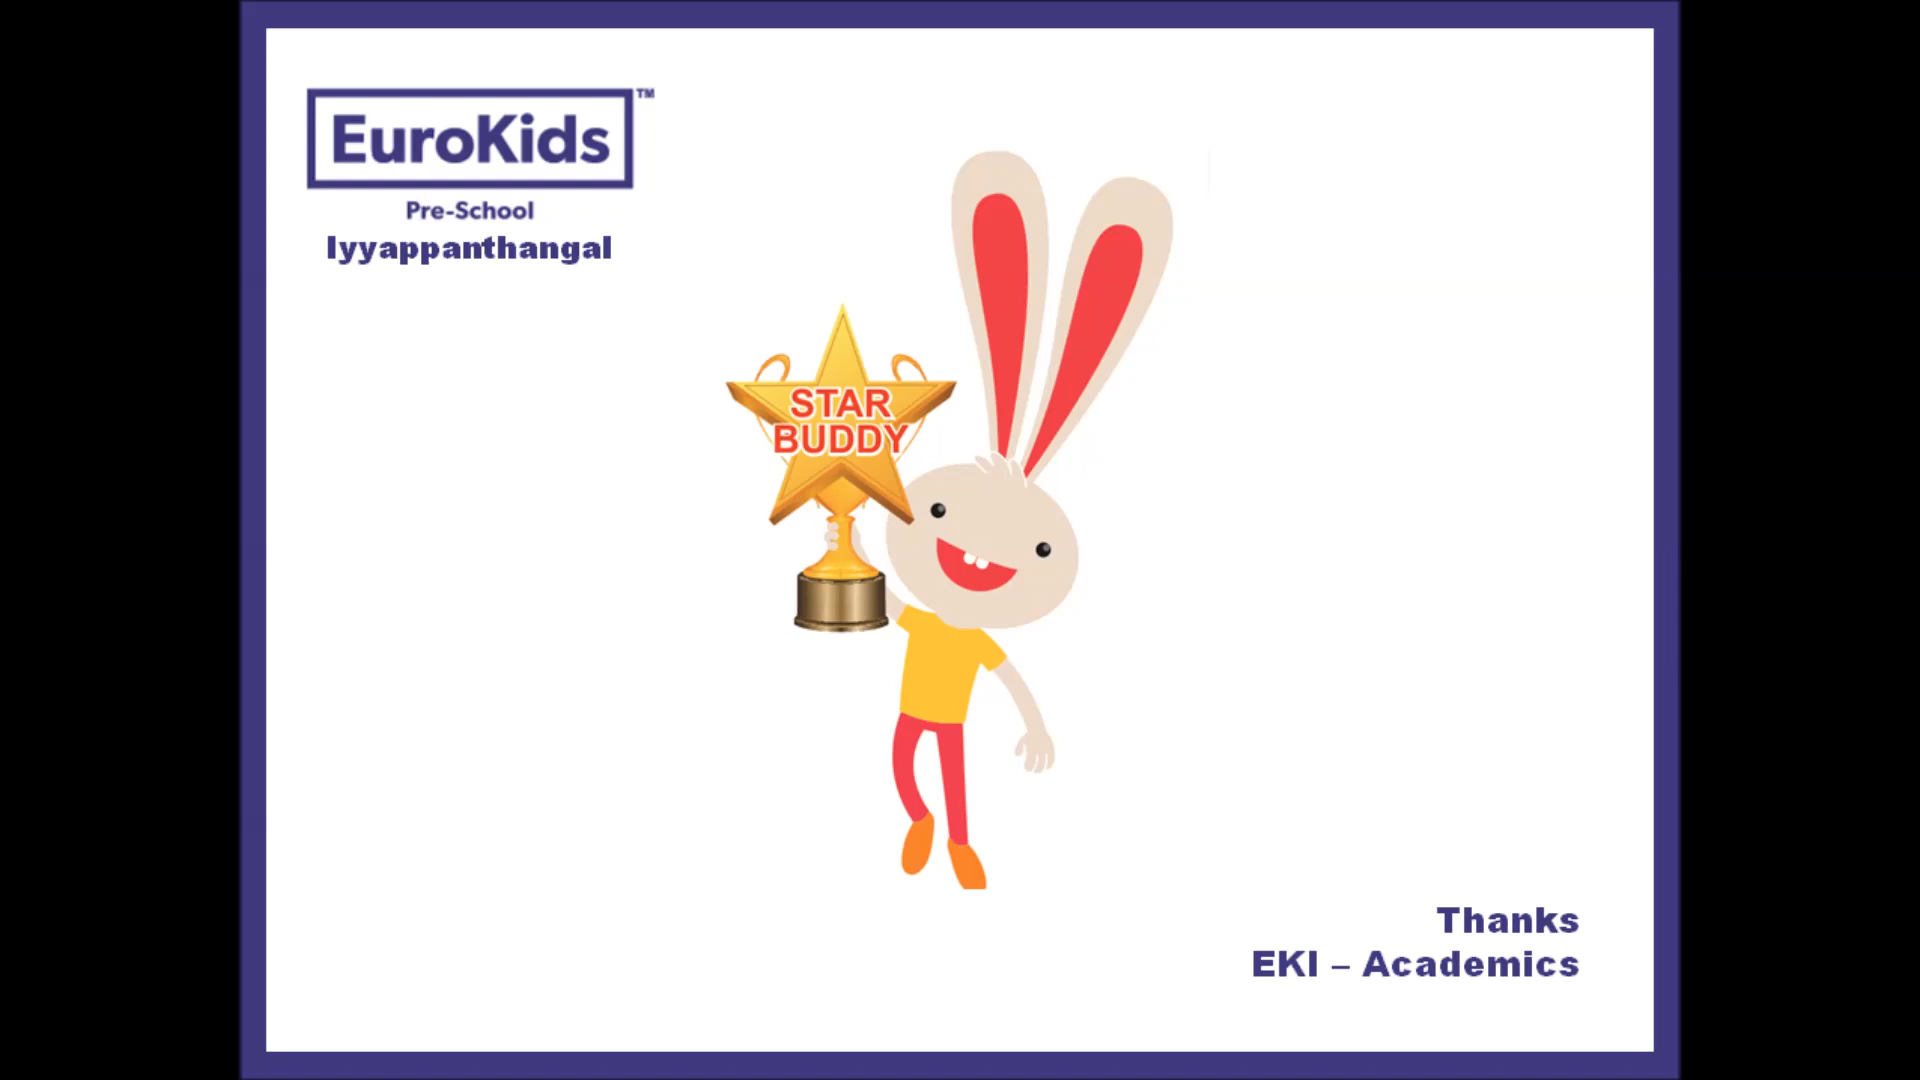 EuroKids™
Pre-School
Iyyappanthangal
STAR
BUDDY
Thanks
EKI – Academics